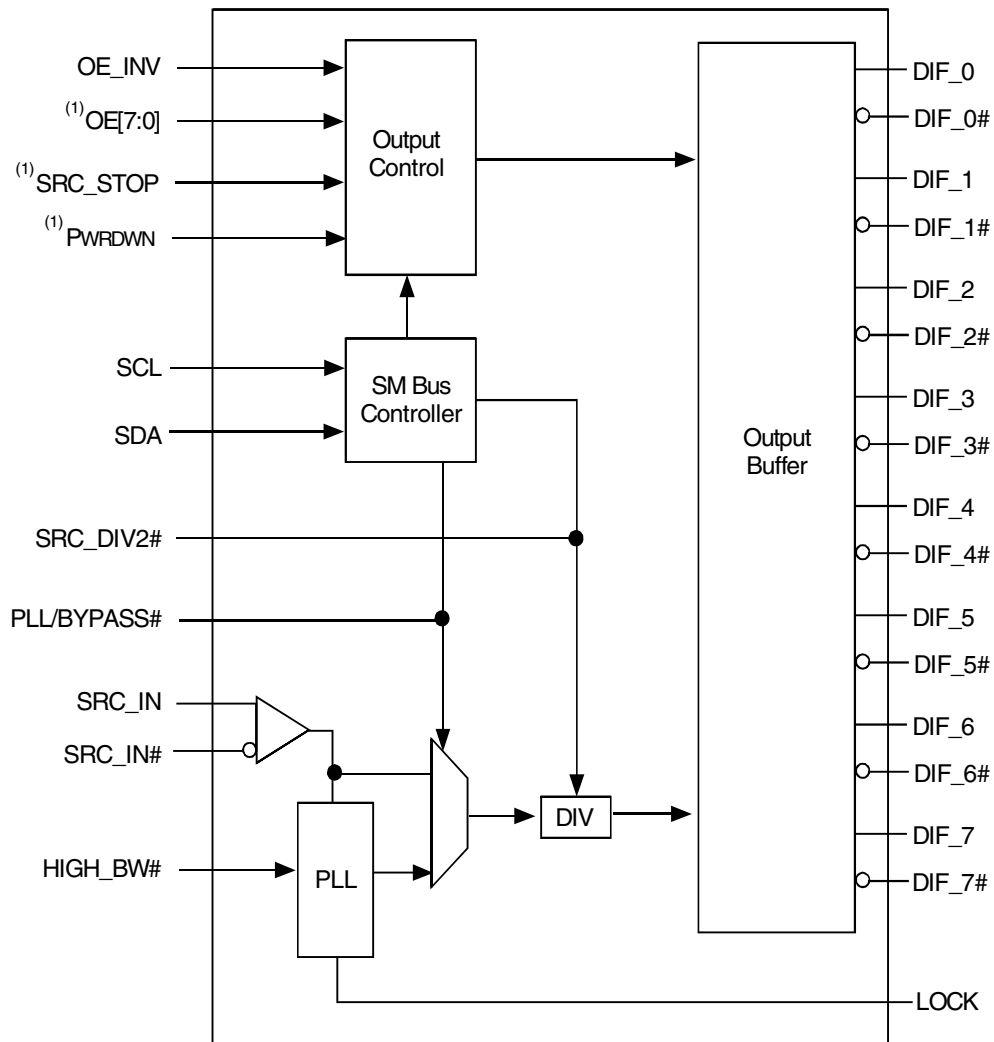 OE_INV
(1)OE[7:0]
(1)SRC_STOP
(1)PWRDWN
SCL
SDA
SRC_DIV2#
PLL/BYPASS#
SRC_IN
SRC_IN#
HIGH_BW#
Output
Control
SM Bus
Controller
PLL
DIV
Output
Buffer
DIF_0
DIF_0#
DIF_1
DIF_1#
DIF_2
DIF_2#
DIF_3
DIF_3#
DIF_4
DIF_4#
DIF_5
DIF_5#
DIF_6
DIF_6#
DIF_7
DIF_7#
LOCK